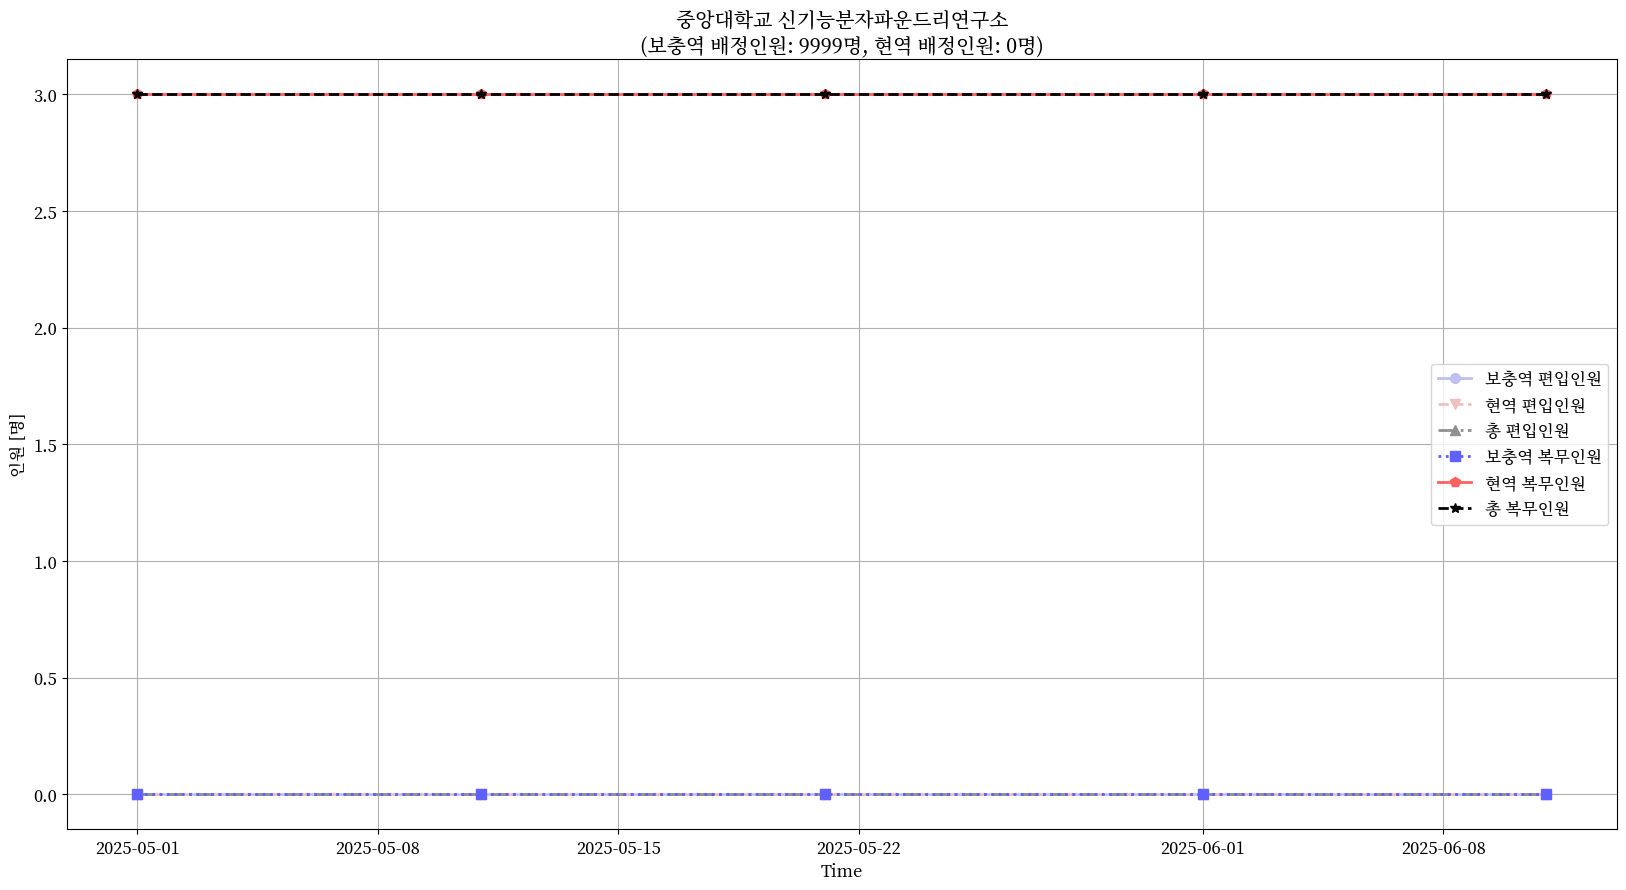 중앙대학교 신기능분자파운드리연구소
(보충역 배정인원: 9999명, 현역 배정인원: 0명)
3.0
2.5
2.0
1.5
1.0
0.5
0.0
인원 [명]
보충역 편입인원
현역 편입인원
총 편입인원
보충역 복무인원
현역 복무인원
총 복무인원
2025-05-01
2025-05-08
2025-05-15
2025-05-22
2025-06-01
2025-06-08
Time